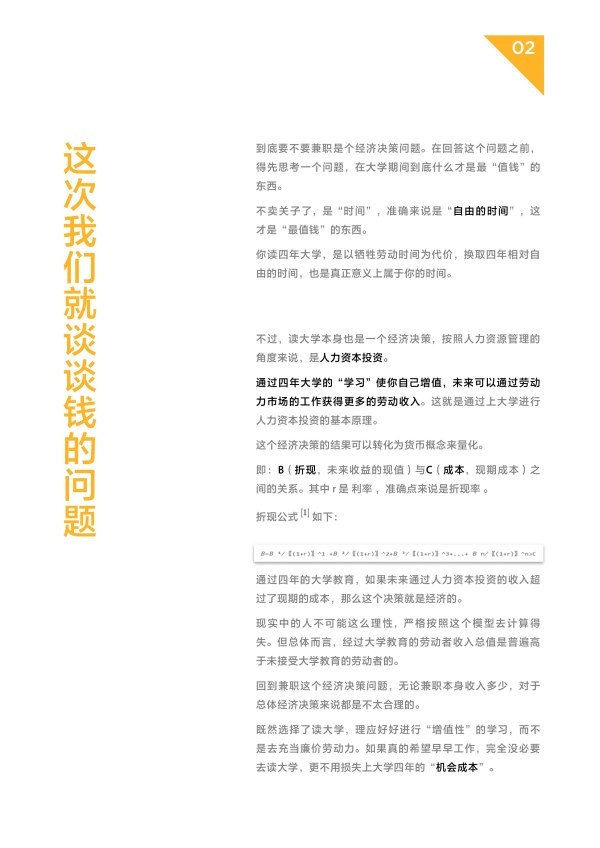 02
这次我们就谈谈钱的问题
到底要不要兼职是个经济决策问题。在回答这个问题之前，
得先思考一个问题，在大学期间到底什么才是最“值钱”的
东西。
不卖关子了，是“时间”，准确来说是“自由的时间”，这
才是“最值钱”的东西。
你读四年大学，是以牺牲劳动时间为代价，换取四年相对自
由的时间，也是真正意义上属于你的时间。
不过，读大学本身也是一个经济决策，按照人力资源管理的
角度来说，是人力资本投资。
通过四年大学的“学习”使你自己增值，未来可以通过劳动
力市场的工作获得更多的劳动收入。这就是通过上大学进行
人力资本投资的基本原理。
这个经济决策的结果可以转化为货币概念来量化。
即：B（折现，未来收益的现值）与C（成本，现期成本）之
间的关系。其中 r 是 利率 ，准确点来说是折现率 。
折现公式 [1] 如下：
通过四年的大学教育，如果未来通过人力资本投资的收入超
过了现期的成本，那么这个决策就是经济的。
现实中的人不可能这么理性，严格按照这个模型去计算得
失。但总体而言，经过大学教育的劳动者收入总值是普遍高
于未接受大学教育的劳动者的。
回到兼职这个经济决策问题，无论兼职本身收入多少，对于
总体经济决策来说都是不太合理的。
既然选择了读大学，理应好好进行“增值性”的学习，而不
是去充当廉价劳动力。如果真的希望早早工作，完全没必要
去读大学，更不用损失上大学四年的“机会成本”。